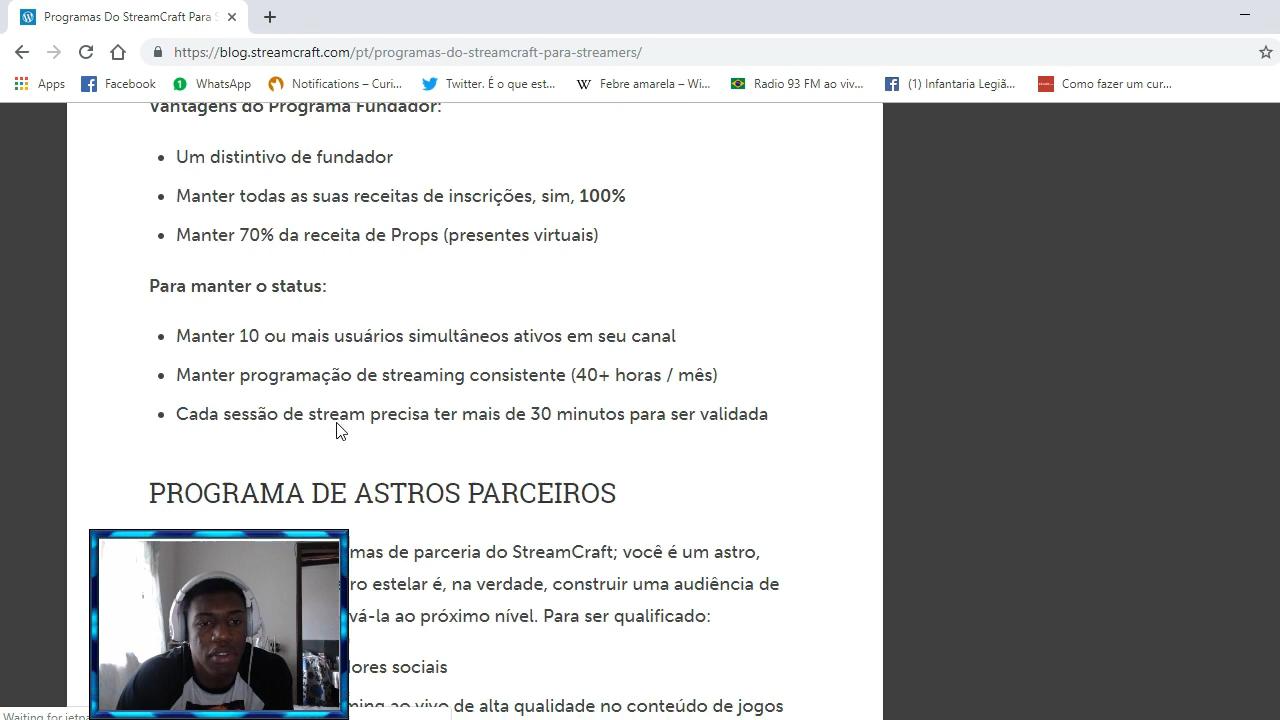 Programas Do StreamCraft Para S
https://blog.streamcraft.com/pt/programas-do-streamcraft-para-streamers/
Apps Facebook WhatsApp Notifications – Curi... Twitter. É o que est... Febre amarela – Wi... Radio 93 FM ao viv... (1) Infantaria Legiã... Como fazer um cur...
Vantagens do Programa Fundador:
• Um distintivo de fundador
• Manter todas as suas receitas de inscrições, sim, 100%
• Manter 70% da receita de Props (presentes virtuais)
Para manter o status:
• Manter 10 ou mais usuários simultâneos ativos em seu canal
• Manter programação de streaming consistente (40+ horas / mês)
• Cada sessão de stream precisa ter mais de 30 minutos para ser validada
PROGRAMA DE ASTROS PARCEIROS
mas de parceria do StreamCraft; você é um astro,
ro estelar é, na verdade, construir uma audiência de
vá-la ao próximo nível. Para ser qualificado:
ores sociais
ming ao vivo de alta qualidade no conteúdo de jogos
Waiting for jetpa